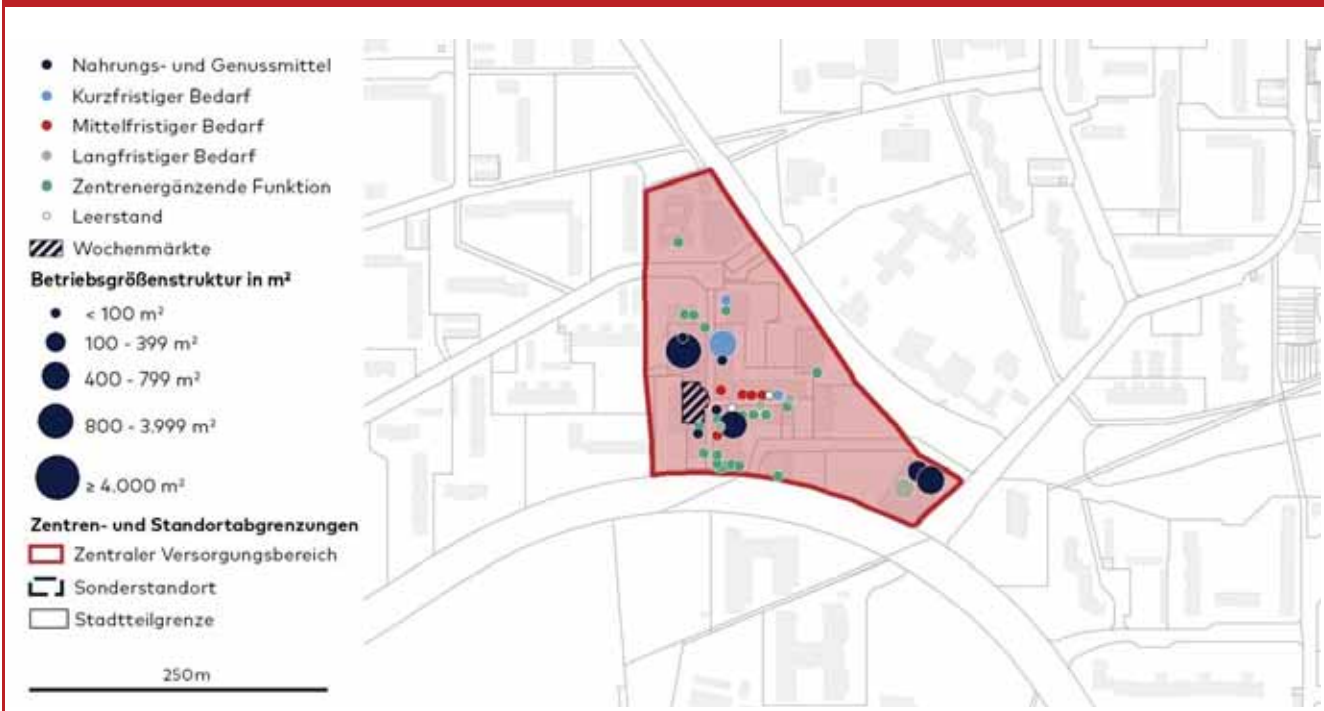 Nahrungs- und Genussmittel
Kurzfristiger Bedarf
Mittelfristiger Bedarf
Langfristiger Bedarf
Zentrenergänzende Funktion
Leerstand
Wochenmärkte
Betriebsgrößenstruktur in m²
< 100 m²
100 - 399 m²
400 - 799 m²
800 - 3.999 m²
≥ 4.000 m²
Zentren- und Standortabgrenzungen
Zentraler Versorgungsbereich
Sonderstandort
Stadtteilgrenze
250m